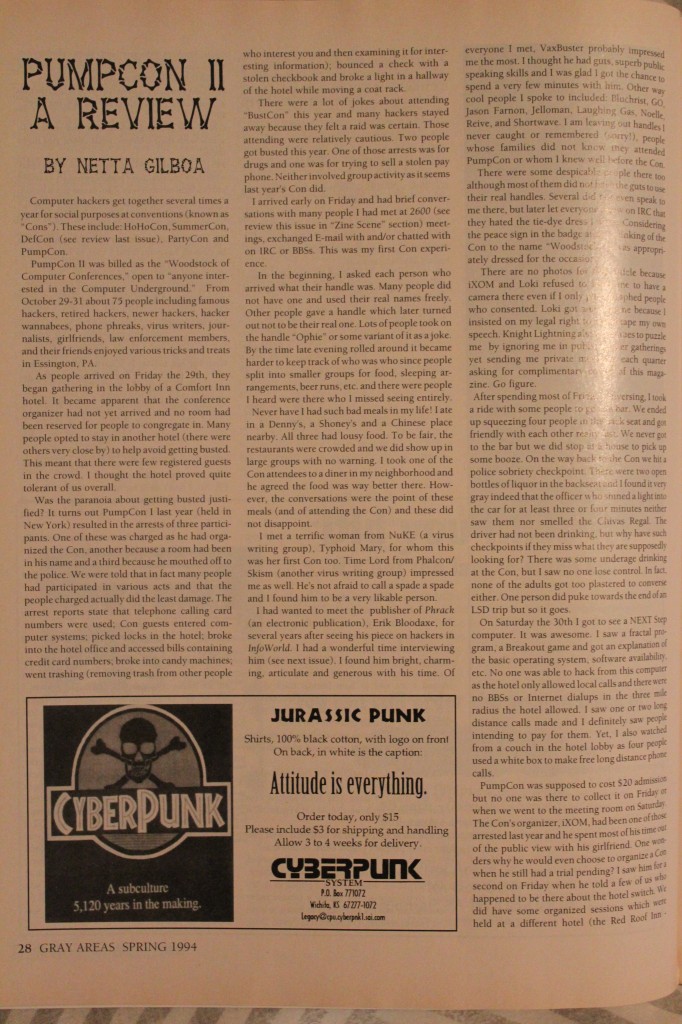 PUMPCON II
A REVIEW
BY NETTA GILBOA
Computer hackers get together several times a
year for social purposes at conventions (known as
"Cons"). These include: HoHoCon, SummerCon,
DefCon (see review last issue), PartyCon and
PumpCon.
PumpCon II was billed as the "Woodstock of
Computer Conferences," open to "anyone inter-
ested in the Computer Underground." From
October 29-31 about 75 people including famous
hackers, retired hackers, newer hackers, hacker
wannabees, phone phreaks, virus writers, jour-
nalists, girlfriends, law enforcement members,
and their friends enjoyed various tricks and treats
in Essington, PA.
As people arrived on Friday the 29th, they
began gathering in the lobby of a Comfort Inn
hotel. It became apparent that the conference
organizer had not yet arrived and no room had
been reserved for people to congregate in. Many
people opted to stay in another hotel (there were
others very close by) to help avoid getting busted.
This meant that there were few registered guests
in the crowd. I thought the hotel proved quite
tolerant of us overall.
Was the paranoia about getting busted justi-
fied? It turns out PumpCon I last year (held in
New York) resulted in the arrests of three partici-
pants. One of these was charged as he had orga-
nized the Con, another because a room had been
in his name and a third because he mouthed off to
the police. We were told that in fact many people
had participated in various acts and that the
people charged actually did the least damage. The
arrest reports state that telephone calling card
numbers were used; Con guests entered com-
puter systems; picked locks in the hotel; broke
into the hotel office and accessed bills containing
credit card numbers; broke into candy machines;
went trashing (removing trash from other people
who interest you and then examining it for inter-
esting information); bounced a check with a
stolen checkbook and broke a light in a hallway
of the hotel while moving a coat rack.
There were a lot of jokes about attending
"BustCon" this year and many hackers stayed
away because they felt a raid was certain. Those
attending were relatively cautious. Two people
got busted this year. One of those arrests was for
drugs and one was for trying to sell a stolen pay
phone. Neither involved group activity as it seems
last year's Con did.
I arrived early on Friday and had brief conver-
sations with many people I had met at 2600 (see
review this issue in "Zine Scene" section) meet-
ings, exchanged E-mail with and/or chatted with
on IRC or BBSs. This was my first Con experi-
ence.
In the beginning, I asked each person who
arrived what their handle was. Many people did
not have one and used their real names freely.
Other people gave a handle which later turned
out not to be their real one. Lots of people took on
the handle "Ophie" or some variant of it as a joke.
By the time late evening rolled around it became
harder to keep track of who was who since people
split into smaller groups for food, sleeping ar-
rangements, beer runs, etc. and there were people
I heard were there who I missed seeing entirely.
Never have I had such bad meals in my life! I ate
in a Denny's, a Shoney's and a Chinese place
nearby. All three had lousy food. To be fair, the
restaurants were crowded and we did show up in
large groups with no warning. I took one of the
Con attendees to a diner in my neighborhood and
he agreed the food was way better there. How-
ever, the conversations were the point of these
meals (and of attending the Con) and these did
not disappoint.
I met a terrific woman from NuKE (a virus
writing group), Typhoid Mary, for whom this
was her first Con too. Time Lord from Phalcon/
Skism (another virus writing group) impressed
me as well. He's not afraid to call a spade a spade
and I found him to be a very likable person.
I had wanted to meet the publisher of Phrack
(an electronic publication), Erik Bloodaxe, for
several years after seeing his piece on hackers in
InfoWorld. I had a wonderful time interviewing
him (see next issue). I found him bright, charm-
ing, articulate and generous with his time. Of
everyone I met, VaxBuster probably impressed
me the most. I thought he had guts, superb public
speaking skills and I was glad I got the chance to
spend a very few minutes with him. Other way
cool people I spoke to included: Bluchrist, GO,
Jason Farnon, Jelloman, Laughing Gas, Noelle,
Reive, and Shortwave. I am leaving out handles I
never caught or remembered (sorry!), people
whose families did not know they attended
PumpCon or whom I knew well before the Con.
There were some despicable people there too
although most of them did not have the guts to use
their real handles. Several did not even speak to
me there, but later let everyone know on IRC that
they hated the tie-dye dress I Considering
the peace sign in the badge and king of the
Con to the name "Woodstock" was appropri-
ately dressed for the occasion.
There are no photos for article because
iXOM and Loki refused to me to have a
camera there even if I only photographed people
who consented. Loki got me because I
insisted on my legal right to tape my own
speech. Knight Lightning also es to puzzle
me by ignoring me in public er gatherings
yet sending me private m each quarter
asking for complimentary of this maga-
zine. Go figure.
After spending most of Friday conversing, I took
a ride with some people to a bar. We ended
up squeezing four people in the back seat and got
friendly with each other real fast. We never got
to the bar but we did stop at a house to pick up
some booze. On the way back to the Con we hit a
police sobriety checkpoint. There were two open
bottles of liquor in the backseat and I found it very
gray indeed that the officer who shined a light into
the car for at least three or four minutes neither
saw them nor smelled the Chivas Regal. The
driver had not been drinking, but why have such
checkpoints if they miss what they are supposedly
looking for? There was some underage drinking
at the Con, but I saw no one lose control. In fact,
none of the adults got too plastered to converse
either. One person did puke towards the end of an
LSD trip but so it goes.
On Saturday the 30th I got to see a NEXT Step
computer. It was awesome. I saw a fractal pro-
gram, a Breakout game and got an explanation of
the basic operating system, software availability,
etc. No one was able to hack from this computer
as the hotel only allowed local calls and there were
no BBSs or Internet dialups in the three mile
radius the hotel allowed. I saw one or two long
distance calls made and I definitely saw people
intending to pay for them. Yet, I also watched
from a couch in the hotel lobby as four people
used a white box to make free long distance phone
calls.
PumpCon was supposed to cost $20 admission
but no one was there to collect it on Friday or
when we went to the meeting room on Saturday.
The Con's organizer, iXOM, had been one of those
arrested last year and he spent most of his time out
of the public view with his girlfriend. One won-
ders why he would even choose to organize a Con
when he still had a trial pending? I saw him for a
second on Friday when he told a few of us who
happened to be there about the hotel switch. We
did have some organized sessions which were
held at a different hotel (the Red Roof Inn -
CYBERPUNK
A subculture
5,120 years in the making.
JURASSIC PUNK
Shirts, 100% black cotton, with logo on front
On back, in white is the caption:
Attitude is everything.
Order today, only $15
Please include $3 for shipping and handling
Allow 3 to 4 weeks for delivery.
CYBERPUNK
SYSTEM
P.O. Box 771072
Wichita, KS 67277-1072
Legacy@cpu.cyberpnk1.sai.com
28 GRAY AREAS SPRING 1994